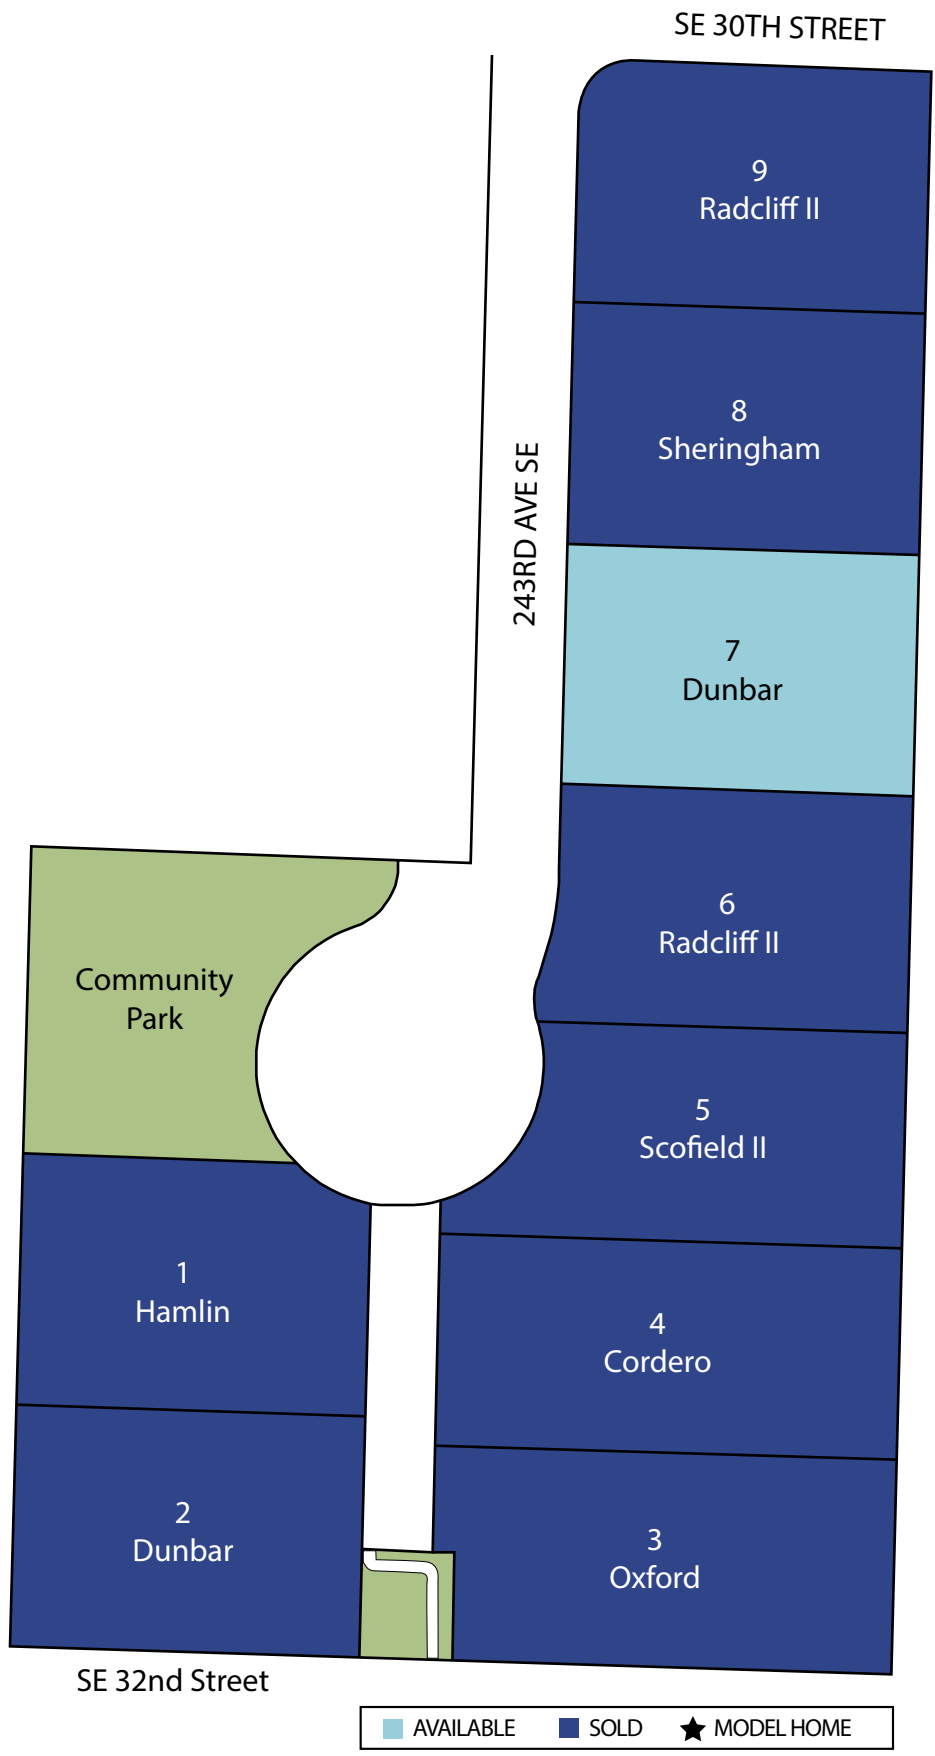 SE 30TH STREET
9
Radcliff II
8
Sheringham
243RD AVE SE
7
Dunbar
6
Radcliff II
Community
Park
5
Scofield II
1
Hamlin
4
Cordero
2
Dunbar
3
Oxford
SE 32nd Street
AVAILABLE SOLD MODEL HOME